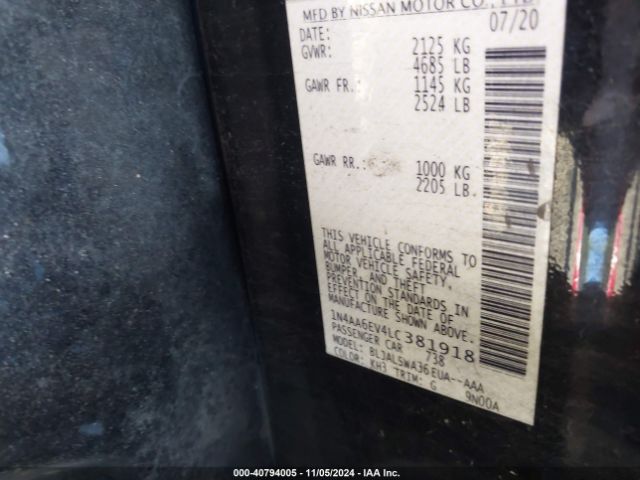 MFD BY NISSAN MOTOR CO., LTD.
DATE: 07/20
GVWR: 2125 KG
4685 LB
GAWR FR.: 1145 KG
2524 LB
GAWR RR.: 1000 KG
2205 LB
THIS VEHICLE CONFORMS TO
ALL APPLICABLE FEDERAL
MOTOR VEHICLE SAFETY,
BUMPER, AND THEFT
PREVENTION STANDARDS IN
EFFECT ON THE DATE OF
MANUFACTURE SHOWN ABOVE.
1N4AA6EV4LC381918
PASSENGER CAR 738
MODEL: BLJALSWA36EUA--AAA
COLOR: KH3 TRIM: G 9N00A
000-40794005 - 11/05/2024 - IAA Inc.